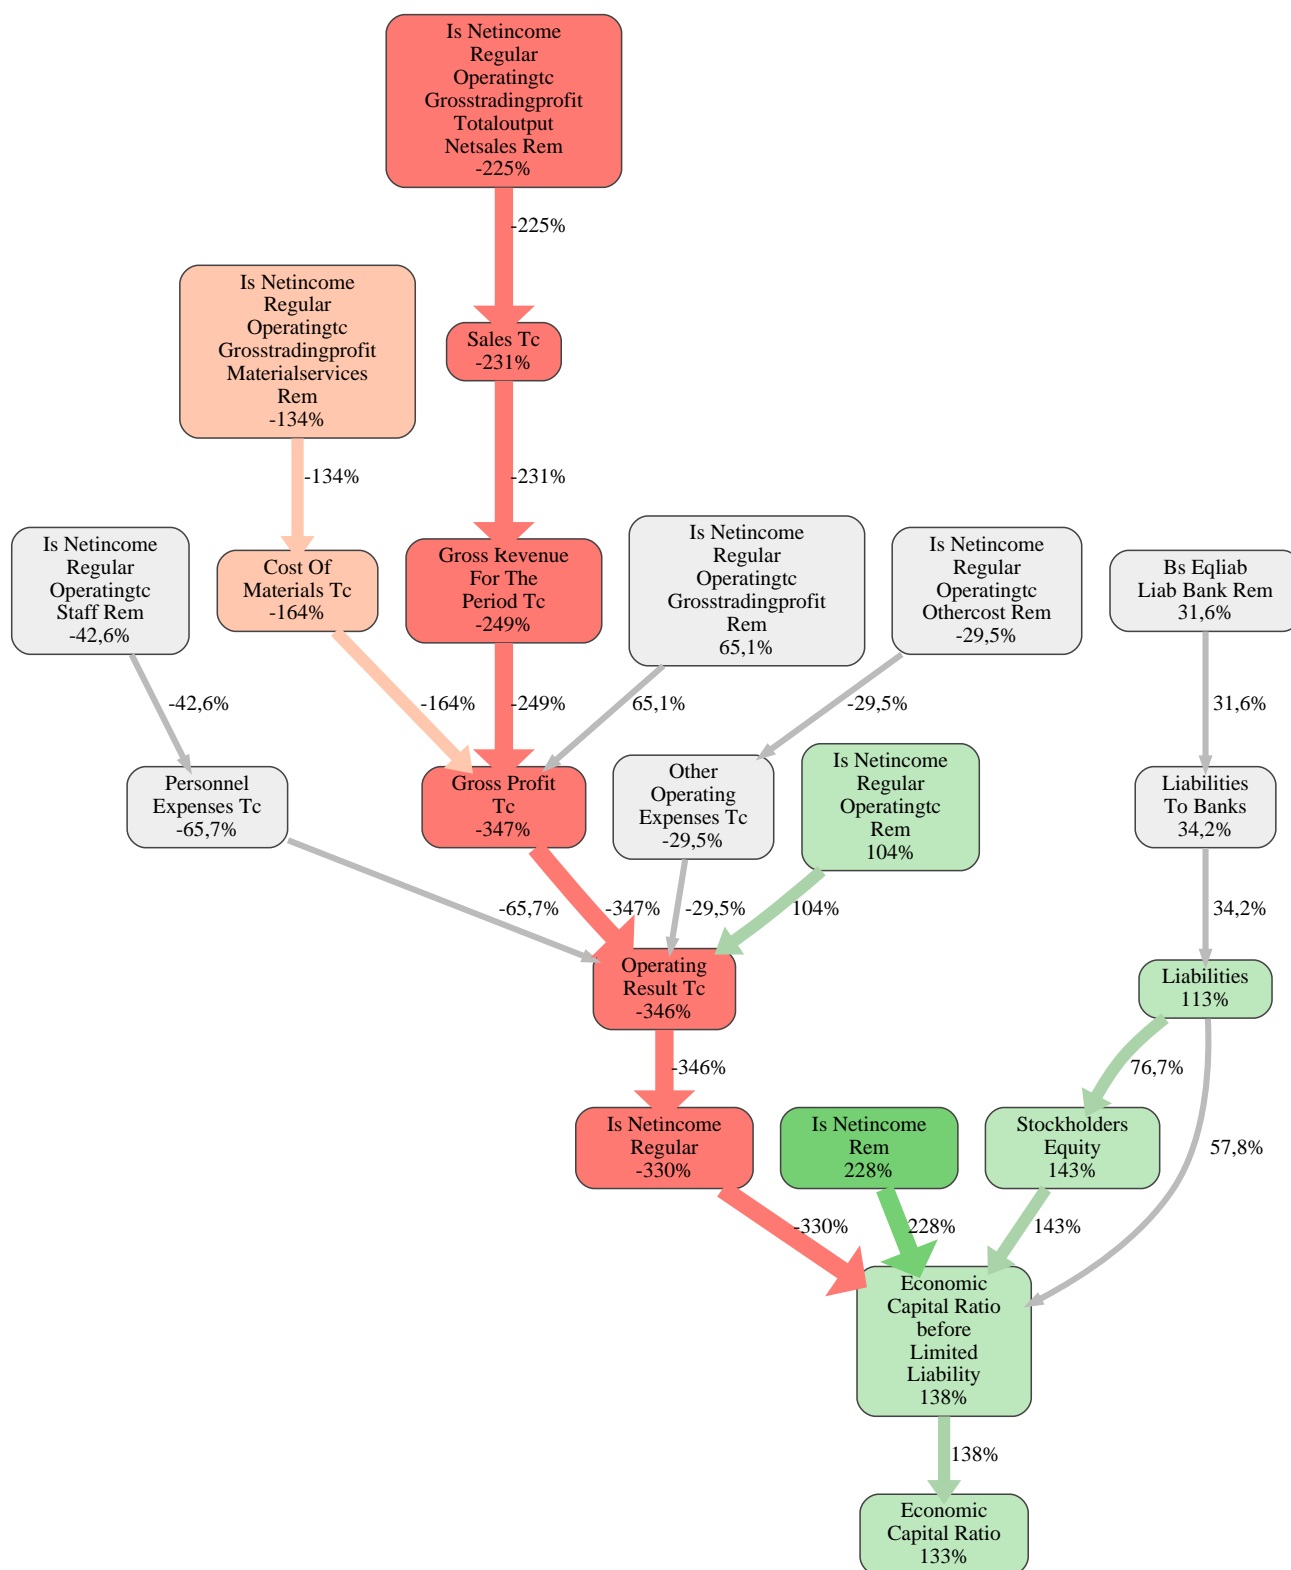 Is Netincome
Regular
Operatingtc
Grosstradingprofit
Totaloutput
Netsales Rem
-225%
-225%
Is Netincome
Regular
Operatingtc
Grosstradingprofit
Materialservices
Rem
-134%
Sales Tc
-231%
-134%
-231%
Is Netincome
Regular
Operatingtc
Staff Rem
-42,6%
Cost Of
Materials Tc
-164%
Gross Revenue
For The
Period Tc
-249%
Is Netincome
Regular
Operatingtc
Grosstradingprofit
Rem
65,1%
Is Netincome
Regular
Operatingtc
Othercost Rem
-29,5%
Bs Eqliab
Liab Bank Rem
31,6%
-42,6%
-164%
-249%
65,1%
-29,5%
31,6%
Personnel
Expenses Tc
-65,7%
Gross Profit
Tc
-347%
Other
Operating
Expenses Tc
-29,5%
Is Netincome
Regular
Operatingtc
Rem
104%
Liabilities
To Banks
34,2%
-65,7%
-347%
-29,5%
104%
34,2%
Operating
Result Tc
-346%
Liabilities
113%
-346%
76,7%
57,8%
Is Netincome
Regular
-330%
Is Netincome
Rem
228%
Stockholders
Equity
143%
-330%
228%
143%
Economic
Capital Ratio
before
Limited
Liability
138%
138%
Economic
Capital Ratio
133%